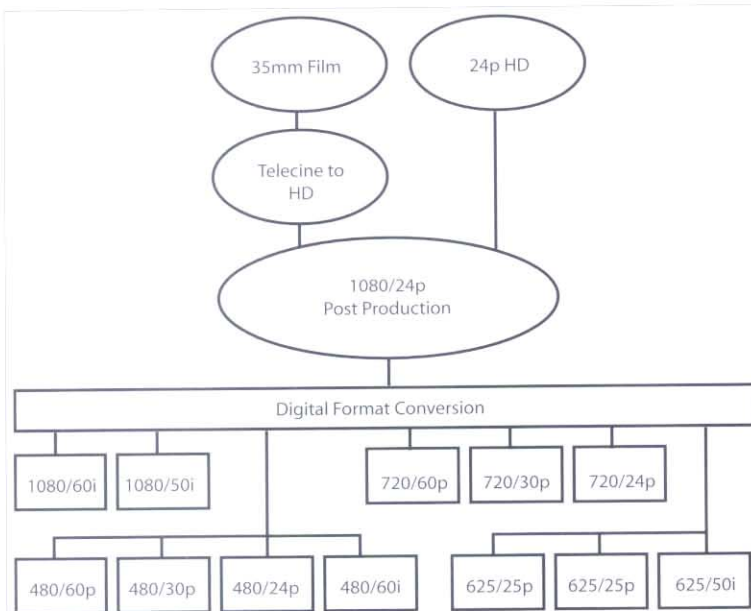 35mm Film
24p HD
Telecine to
HD
1080/24p
Post Production
Digital Format Conversion
1080/60i
1080/50i
720/60p
720/30p
720/24p
480/60p
480/30p
480/24p
480/60i
625/25p
625/25p
625/50i